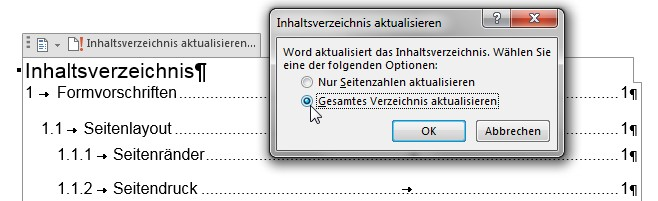 Inhaltsverzeichnis aktualisieren
?
Word aktualisiert das Inhaltsverzeichnis. Wählen Sie
eine der folgenden Optionen:
Nur Seitenzahlen aktualisieren
Gesamtes Verzeichnis aktualisieren
OK Abbrechen
Inhaltsverzeichnis aktualisieren...
Inhaltsverzeichnis¶
1 → Formvorschriften ........ 1¶
1.1 → Seitenlayout ........ 1¶
1.1.1 → Seitenränder ........ 1¶
1.1.2 → Seitendruck ........ → ........ 1¶